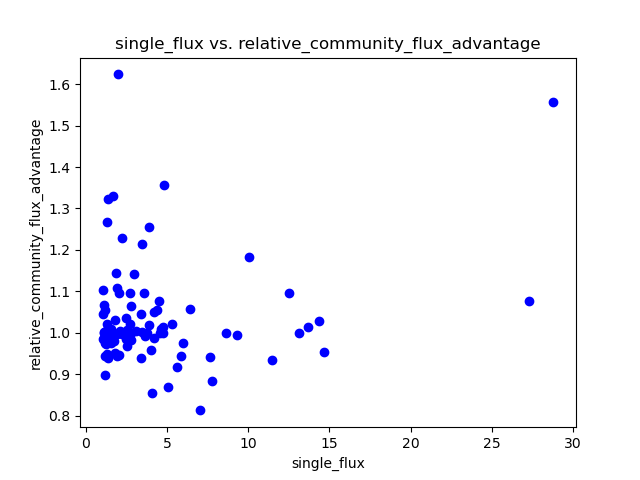 single_flux vs. relative_community_flux_advantage
relative_community_flux_advantage
1.6
1.5
1.4
1.3
1.2
1.1
1.0
0.9
0.8
0 5 10 15 20 25 30
single_flux